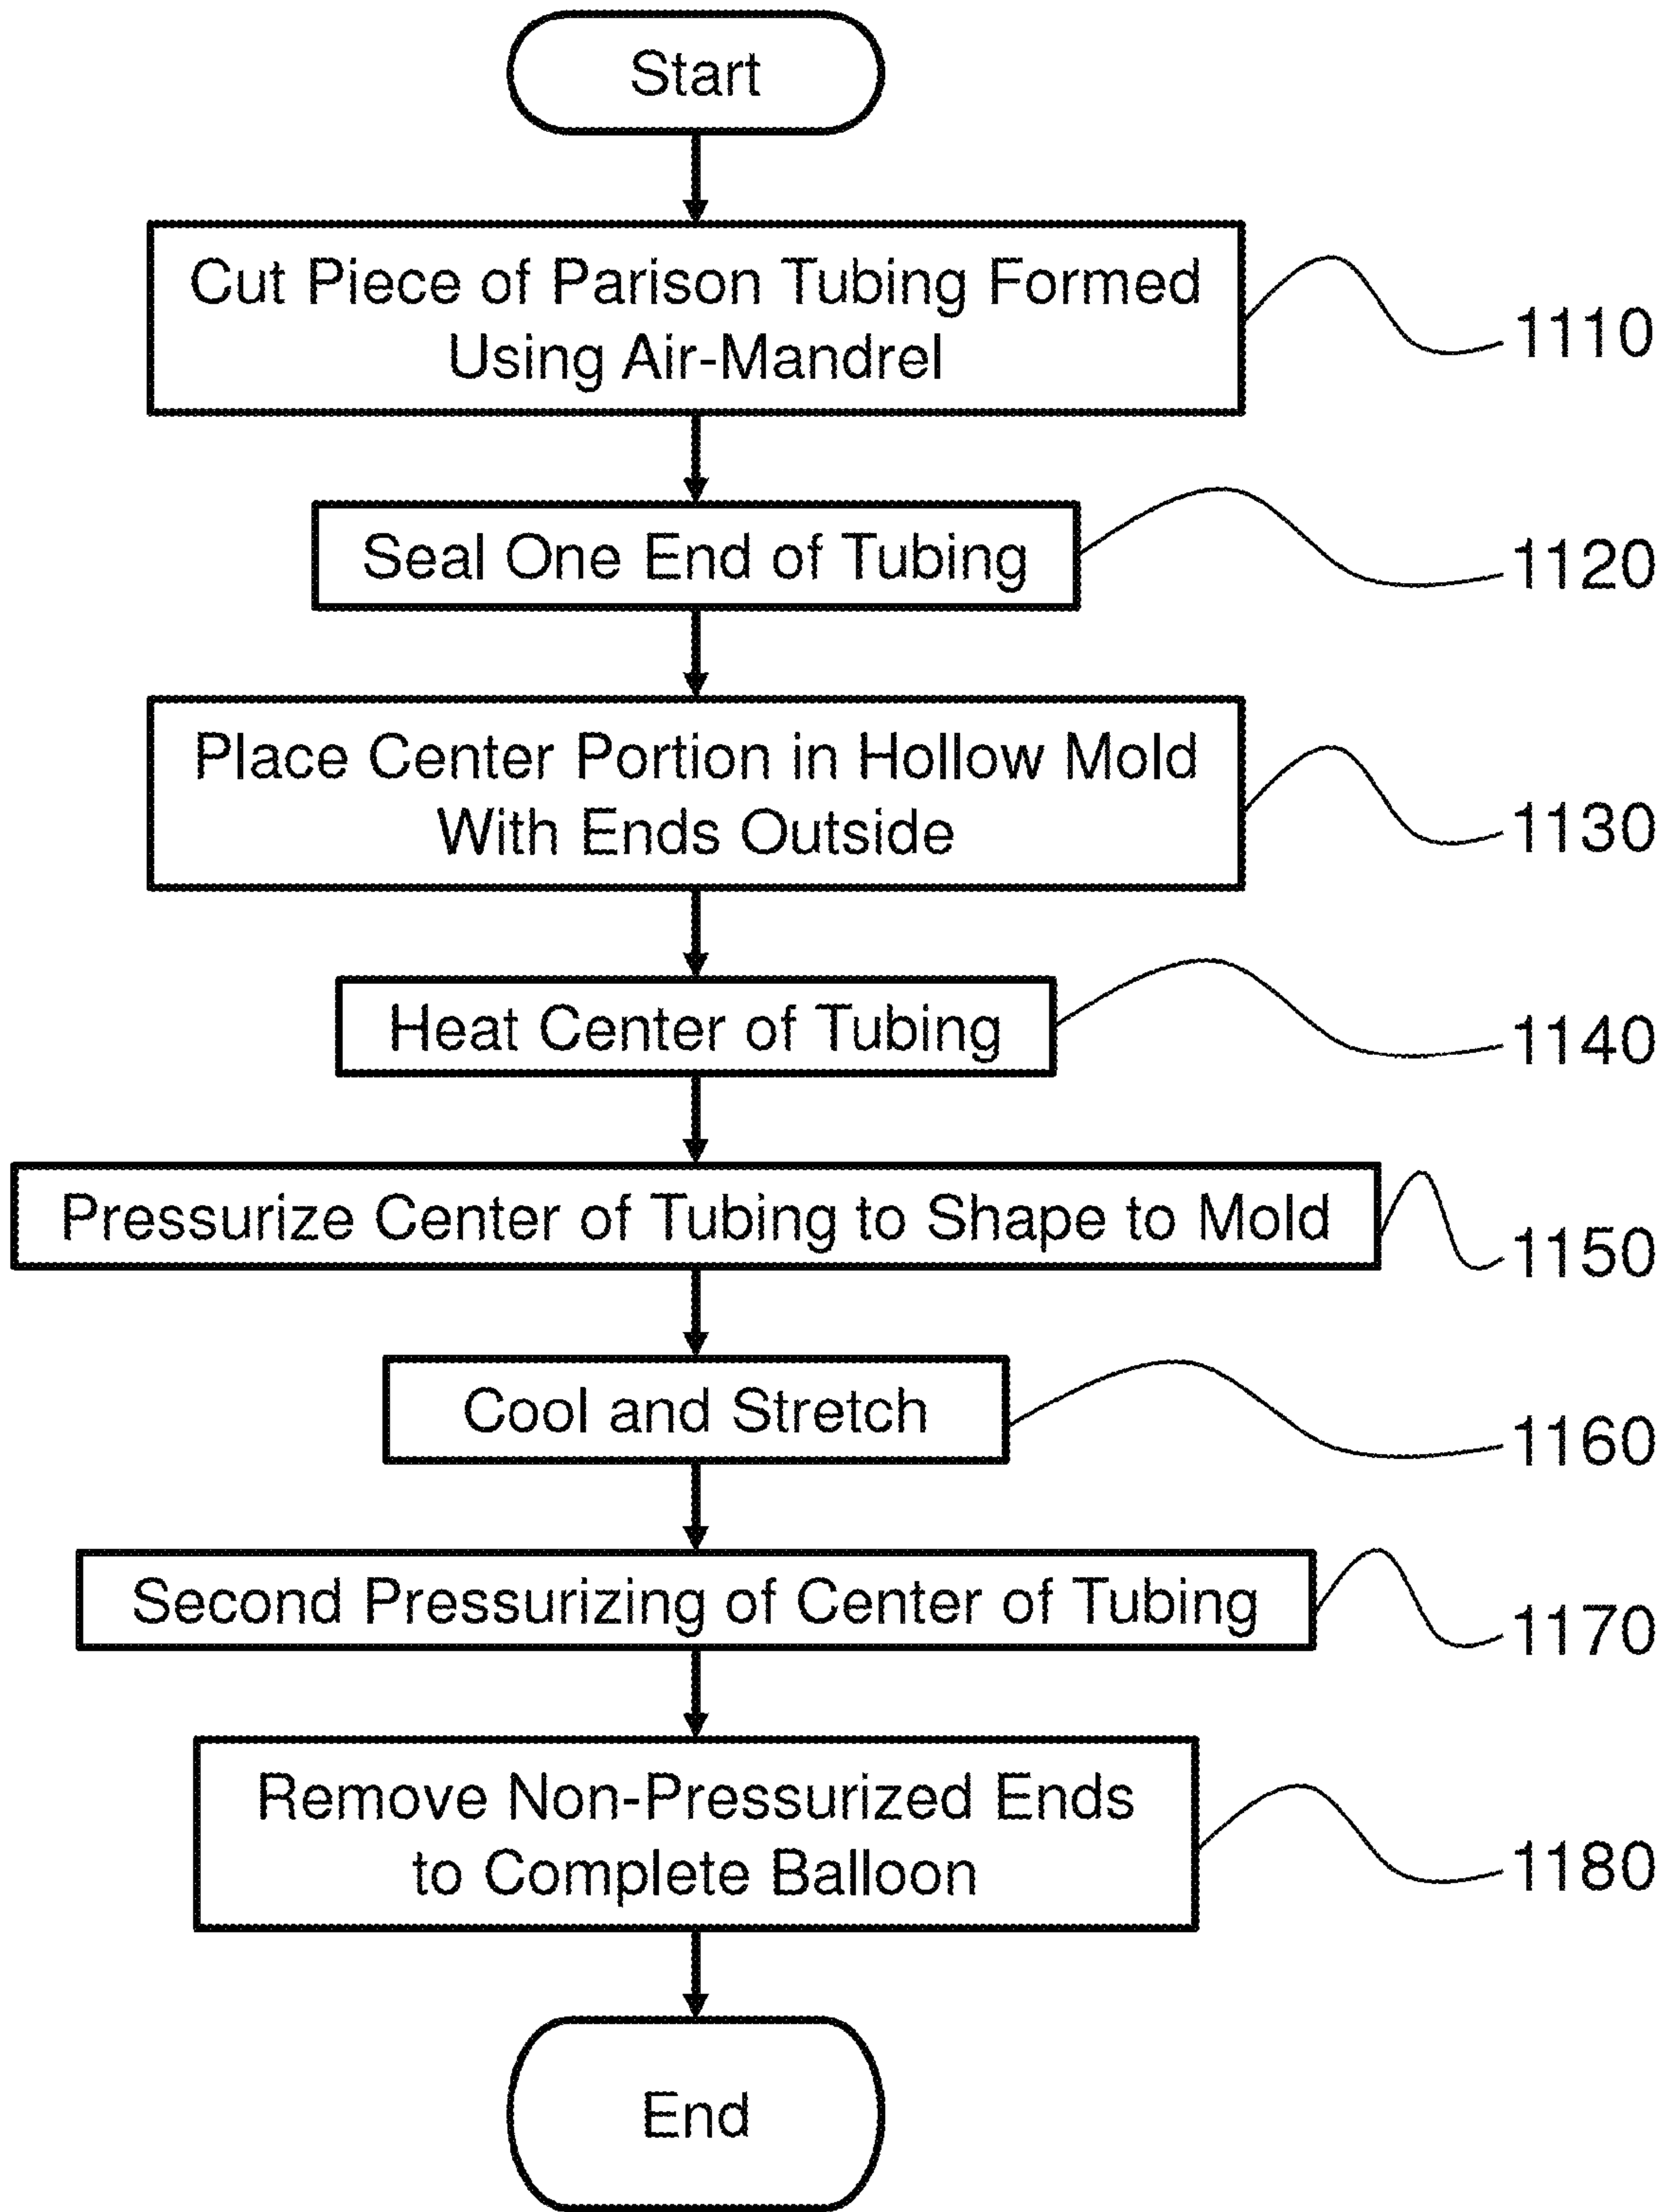 Start
Cut Piece of Parison Tubing Formed
Using Air-Mandrel
1110
Seal One End of Tubing
1120
Place Center Portion in Hollow Mold
With Ends Outside
1130
Heat Center of Tubing
1140
Pressurize Center of Tubing to Shape to Mold
1150
Cool and Stretch
1160
Second Pressurizing of Center of Tubing
1170
Remove Non-Pressurized Ends
to Complete Balloon
1180
End